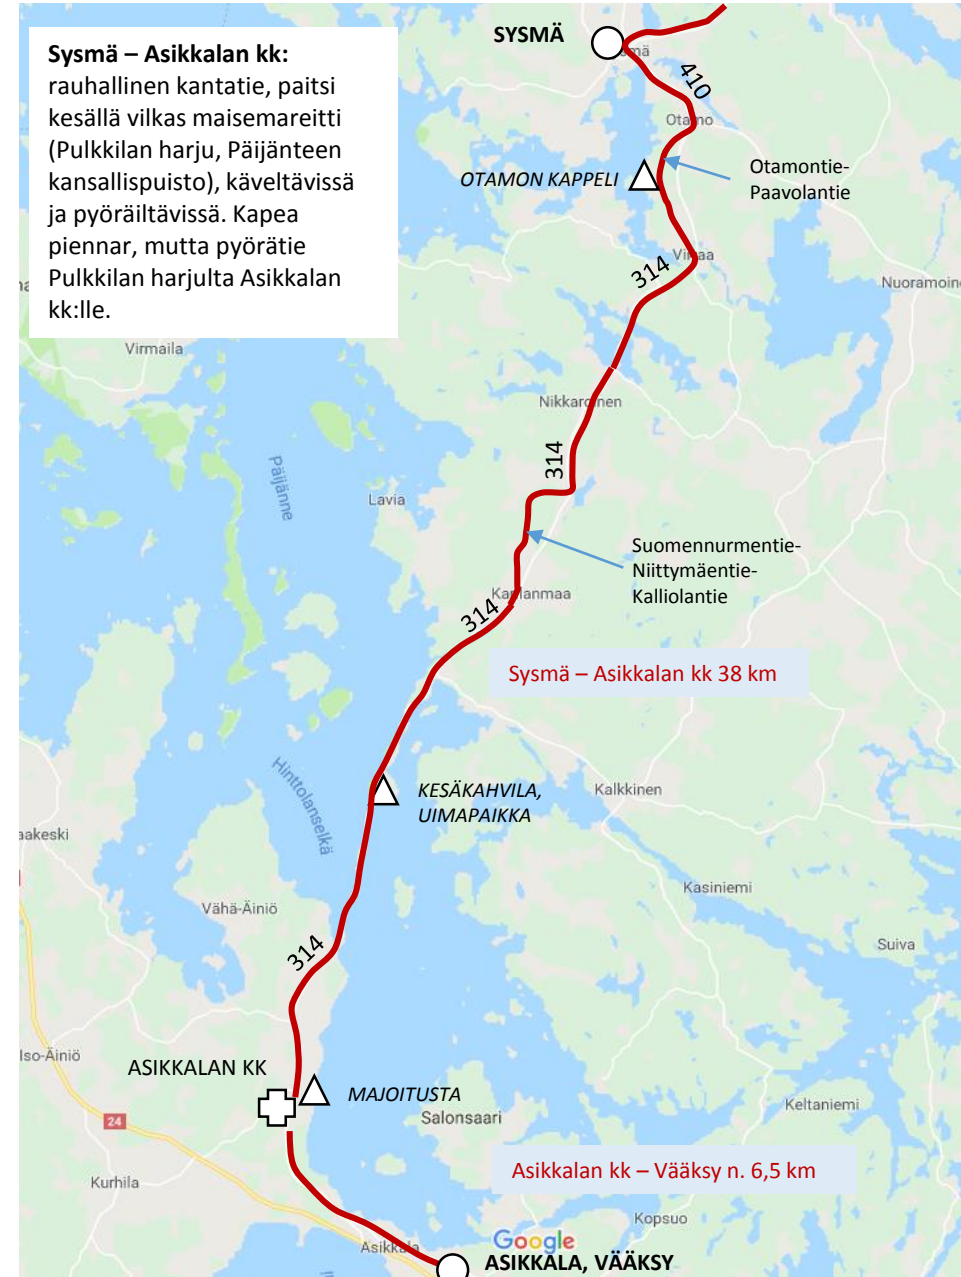 Sysmä – Asikkalan kk:
rauhallinen kantatie, paitsi
kesällä vilkas maisemareitti
(Pulkkilan harju, Päijänteen
kansallispuisto), käveltävissä
ja pyöräiltävissä. Kapea
piennar, mutta pyörätie
Pulkkilan harjulta Asikkalan
kk:lle.
SYSMÄ
410
OTAMON KAPPELI
Otamontie-
Paavolantie
314
Nuoramoin
Virmaila
Nikkaroinen
314
Päijänne
Lavia
Suomennurmentie-
Niittymäentie-
Kalliolantie
314
Sysmä – Asikkalan kk 38 km
Hinttolanselkä
KESÄKAHVILA,
UIMAPAIKKA
Kalkkinen
aakeski
Kasiniemi
Vähä-Äiniö
Suiva
314
Iso-Äiniö
ASIKKALAN KK
MAJOITUSTA
Salonsaari
Keltaniemi
24
Kurhila
Asikkalan kk – Vääksy n. 6,5 km
Kopsuo
Asikkala
Google
ASIKKALA, VÄÄKSY